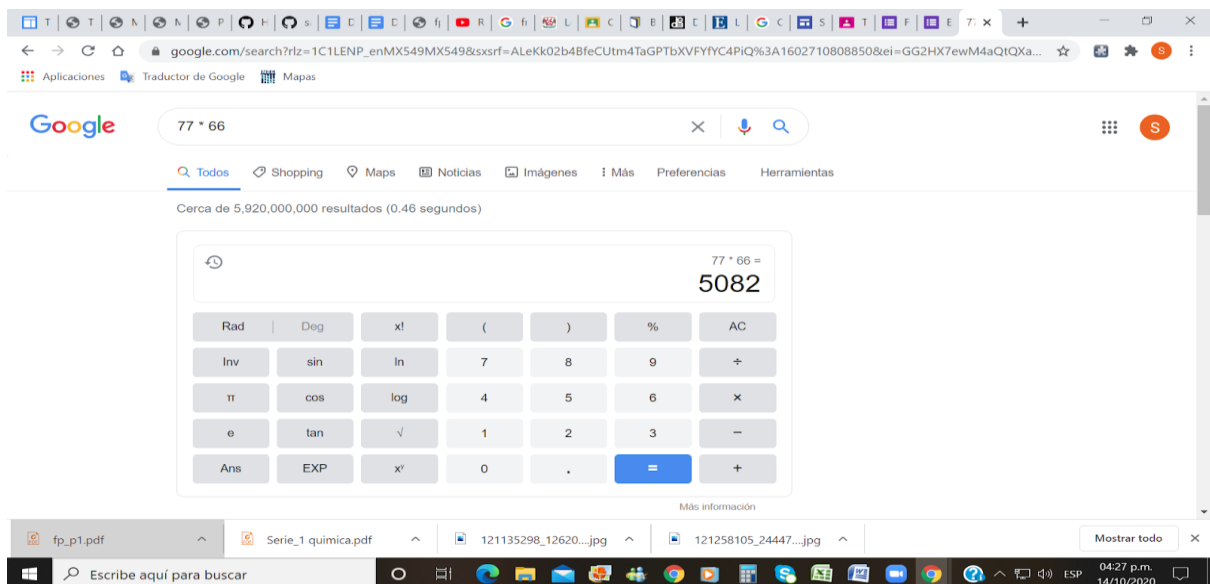 T N N P H s D D f R G fr L C B D E L G C S T F E 77
google.com/search?rlz=1C1LENP_enMX549MX549&sxsrf=ALeKk02b4BfeCUtm4TaGPTbXVFYfYC4PiQ%3A1602710808850&ei=GG2HX7ewM4aQtQXa...
Aplicaciones Traductor de Google Mapas
Google 77 * 66 S
Todos Shopping Maps Noticias Imágenes Más Preferencias Herramientas
Cerca de 5,920,000,000 resultados (0.46 segundos)
77 * 66 =
5082
Rad Deg x! ( ) % AC
Inv sin ln 7 8 9 ÷
π cos log 4 5 6 ×
e tan √ 1 2 3 −
Ans EXP xʸ 0 . = +
Más información
fp_p1.pdf Serie_1 quimica.pdf 121135298_12620....jpg 121258105_24447....jpg Mostrar todo
Escribe aquí para buscar ESP 04:27 p.m.
14/10/2020